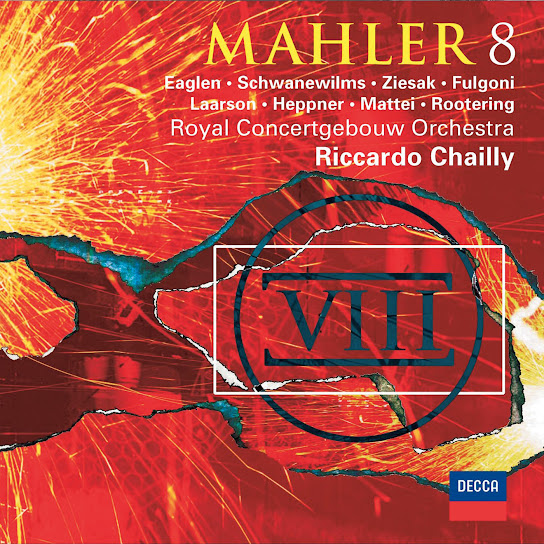 MAHLER 8
Eaglen • Schwanewilms • Ziesak • Fulgoni
Laarson • Heppner • Mattei • Rootering
Royal Concertgebouw Orchestra
Riccardo Chailly
VIII
DECCA